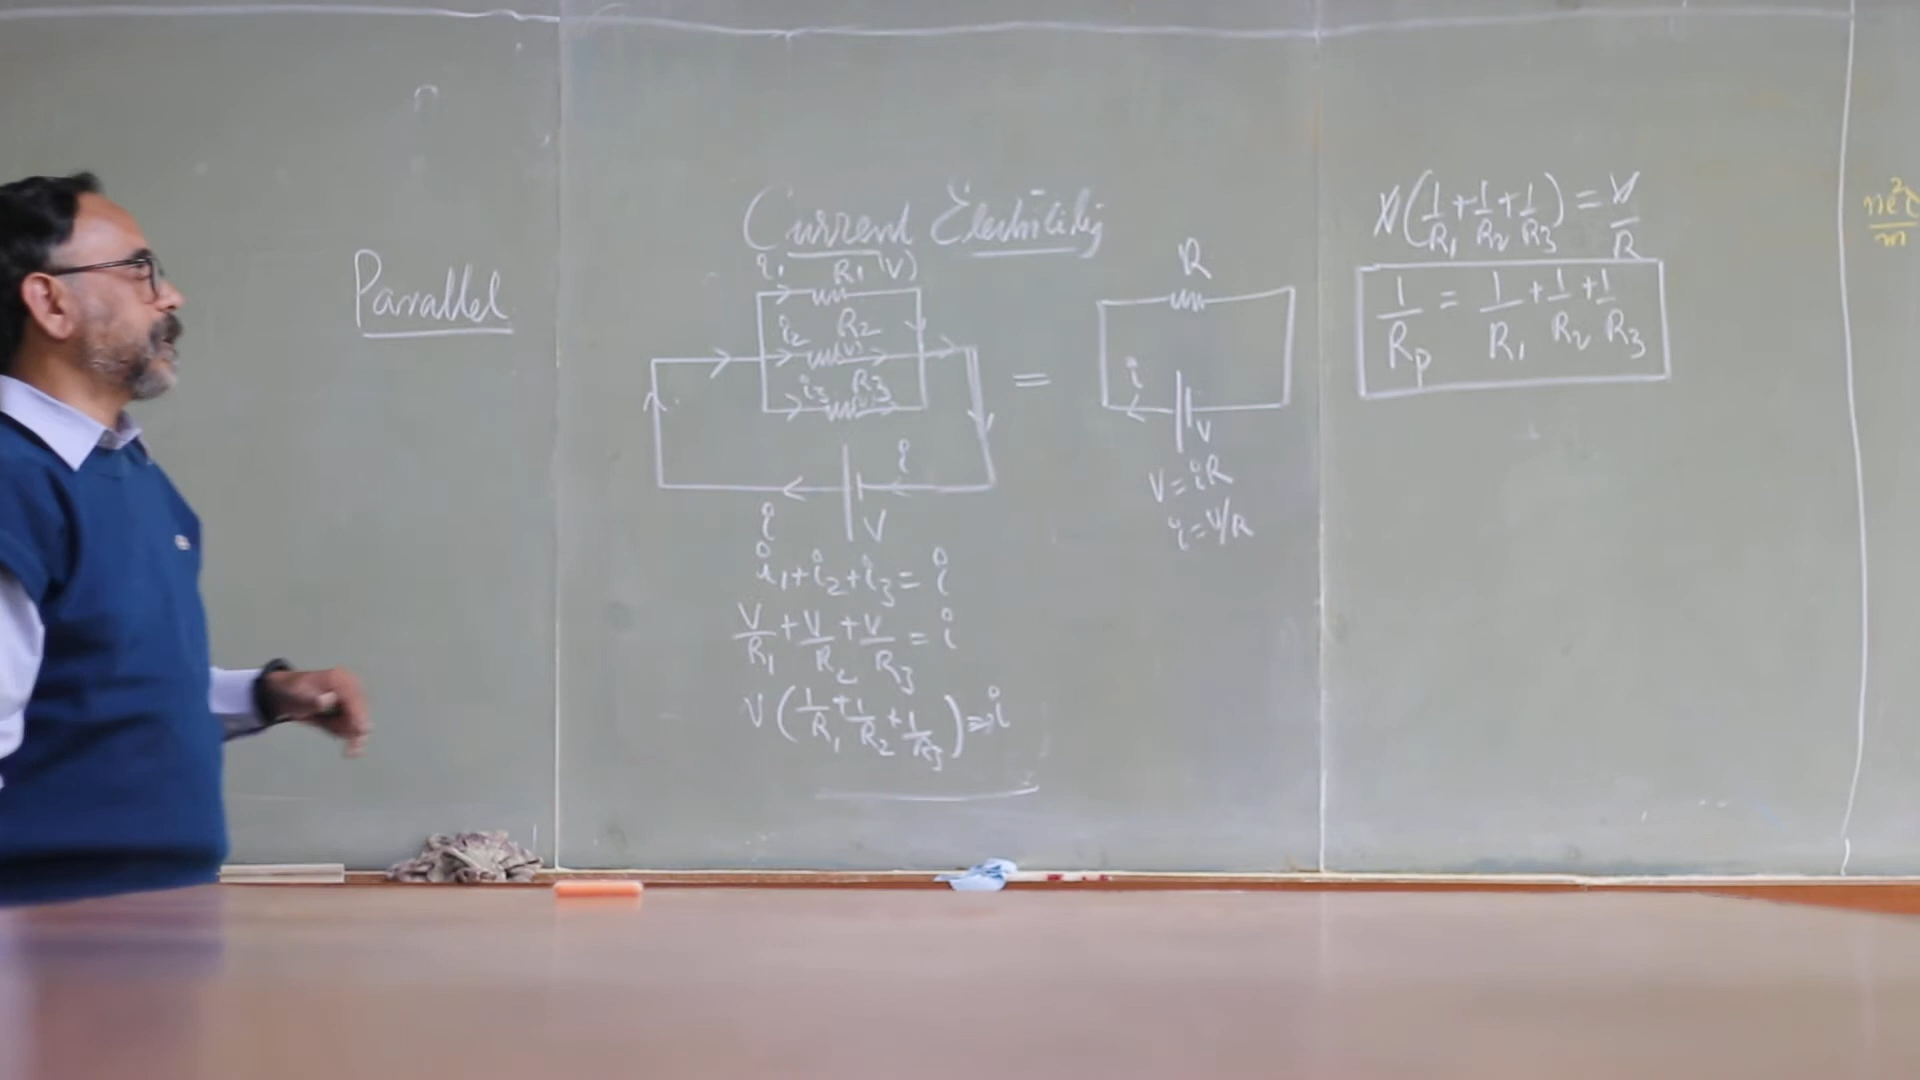 Current Electricity
Parallel
i₁ R₁ (V)
i₂ R₂
(V)
i₃ R₃
(V)
i
i V
=
R
i
V
V = iR
i = V/R
i₁ + i₂ + i₃ = i
V/R₁ + V/R₂ + V/R₃ = i
V(1/R₁ + 1/R₂ + 1/R₃) = i
V(1/R₁ + 1/R₂ + 1/R₃) = V/R
1/Rp = 1/R₁ + 1/R₂ + 1/R₃